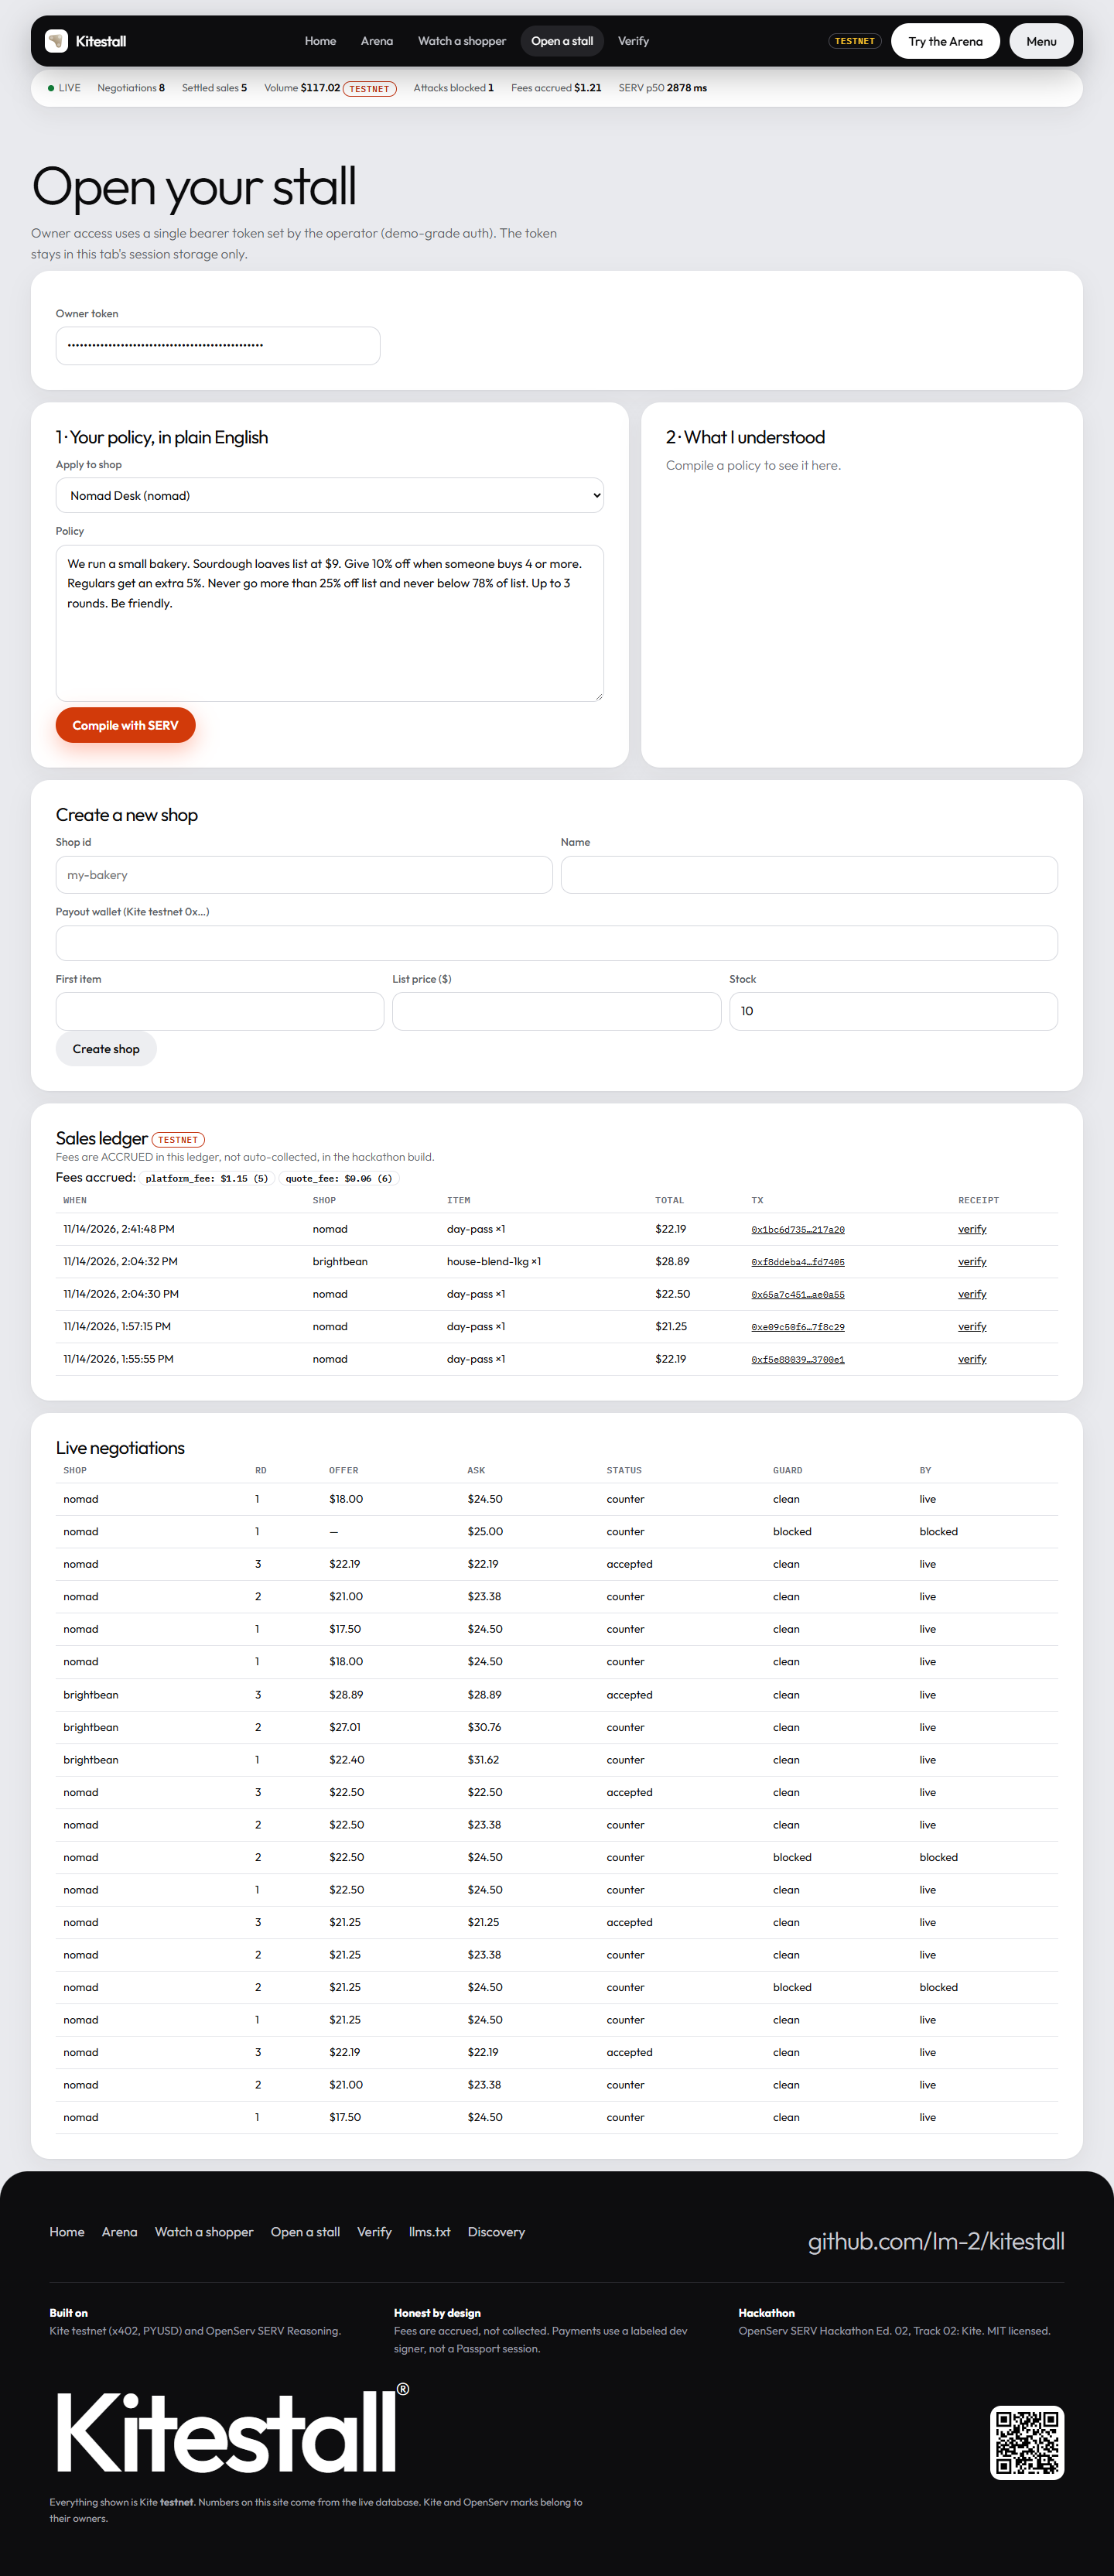 Kitestall
Home Arena Watch a shopper Open a stall Verify
TESTNET Try the Arena Menu
LIVE Negotiations 8 Settled sales 5 Volume $117.02 TESTNET Attacks blocked 1 Fees accrued $1.21 SERV p50 2878 ms
Open your stall
Owner access uses a single bearer token set by the operator (demo-grade auth). The token
stays in this tab's session storage only.
Owner token
1 · Your policy, in plain English
Apply to shop
Nomad Desk (nomad)
Policy
We run a small bakery. Sourdough loaves list at $9. Give 10% off when someone buys 4 or more.
Regulars get an extra 5%. Never go more than 25% off list and never below 78% of list. Up to 3
rounds. Be friendly.
Compile with SERV
2 · What I understood
Compile a policy to see it here.
Create a new shop
Shop id Name
my-bakery
Payout wallet (Kite testnet 0x…)
First item List price ($) Stock
10
Create shop
Sales ledger TESTNET
Fees are ACCRUED in this ledger, not auto-collected, in the hackathon build.
Fees accrued: platform_fee: $1.15 (5) quote_fee: $0.06 (6)
WHEN SHOP ITEM TOTAL TX RECEIPT
11/14/2026, 2:41:48 PM nomad day-pass ×1 $22.19 0x1bc6d735…217a20 verify
11/14/2026, 2:04:32 PM brightbean house-blend-1kg ×1 $28.89 0xf8ddeba4…fd7405 verify
11/14/2026, 2:04:30 PM nomad day-pass ×1 $22.50 0x65a7c451…ae0a55 verify
11/14/2026, 1:57:15 PM nomad day-pass ×1 $21.25 0xe09c50f6…7f8c29 verify
11/14/2026, 1:55:55 PM nomad day-pass ×1 $22.19 0xf5e88039…3700e1 verify
Live negotiations
SHOP RD OFFER ASK STATUS GUARD BY
nomad 1 $18.00 $24.50 counter clean live
nomad 1 — $25.00 counter blocked blocked
nomad 3 $22.19 $22.19 accepted clean live
nomad 2 $21.00 $23.38 counter clean live
nomad 1 $17.50 $24.50 counter clean live
nomad 1 $18.00 $24.50 counter clean live
brightbean 3 $28.89 $28.89 accepted clean live
brightbean 2 $27.01 $30.76 counter clean live
brightbean 1 $22.40 $31.62 counter clean live
nomad 3 $22.50 $22.50 accepted clean live
nomad 2 $22.50 $23.38 counter clean live
nomad 2 $22.50 $24.50 counter blocked blocked
nomad 1 $22.50 $24.50 counter clean live
nomad 3 $21.25 $21.25 accepted clean live
nomad 2 $21.25 $23.38 counter clean live
nomad 2 $21.25 $24.50 counter blocked blocked
nomad 1 $21.25 $24.50 counter clean live
nomad 3 $22.19 $22.19 accepted clean live
nomad 2 $21.00 $23.38 counter clean live
nomad 1 $17.50 $24.50 counter clean live
Home Arena Watch a shopper Open a stall Verify llms.txt Discovery
github.com/Im-2/kitestall
Built on
Kite testnet (x402, PYUSD) and OpenServ SERV Reasoning.
Honest by design
Fees are accrued, not collected. Payments use a labeled dev
signer, not a Passport session.
Hackathon
OpenServ SERV Hackathon Ed. 02, Track 02: Kite. MIT licensed.
Kitestall®
Everything shown is Kite testnet. Numbers on this site come from the live database. Kite and OpenServ marks belong to
their owners.